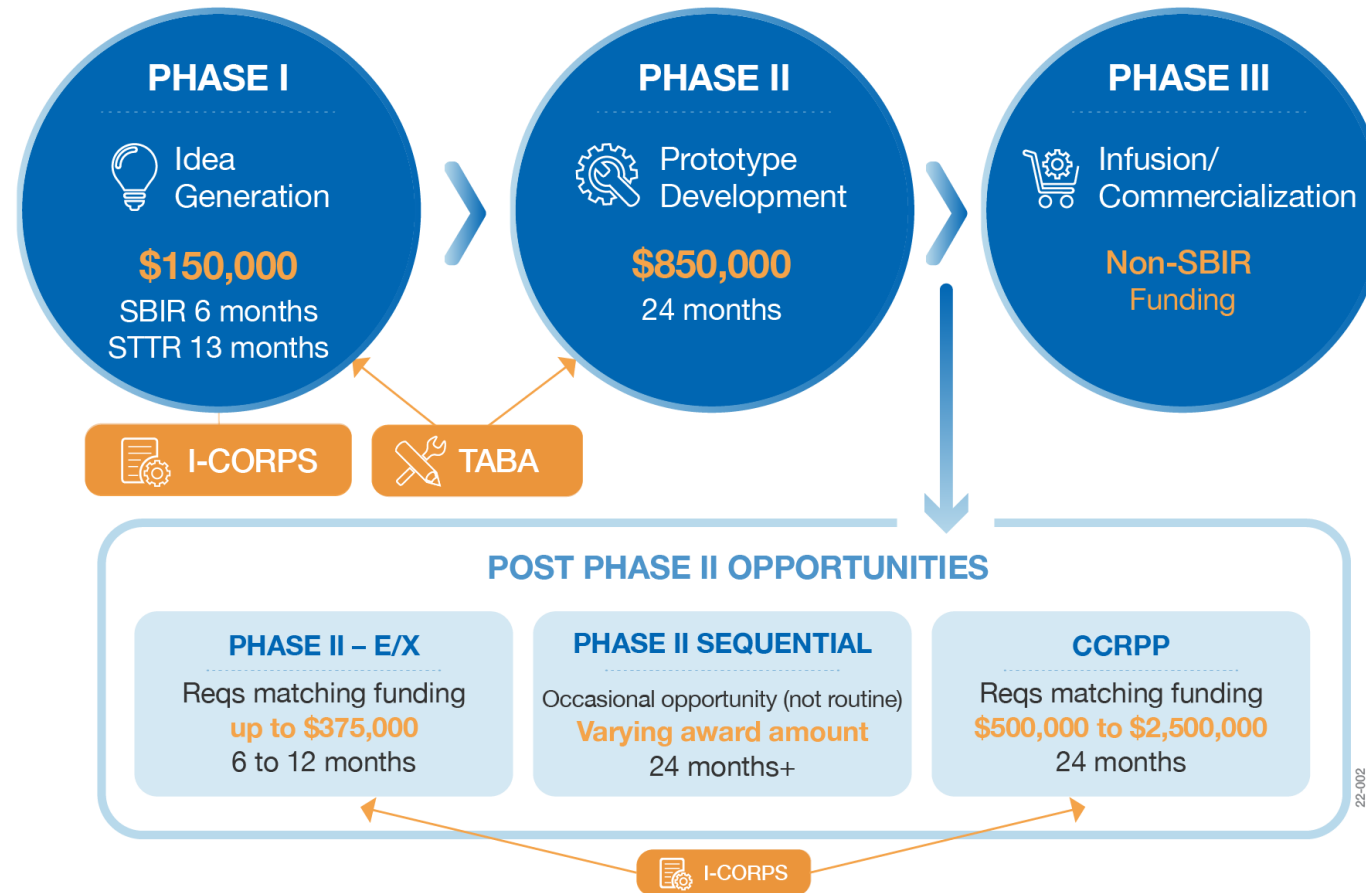 PHASE I
Idea
Generation
$150,000
SBIR 6 months
STTR 13 months
PHASE II
Prototype
Development
$850,000
24 months
PHASE III
Infusion/
Commercialization
Non-SBIR
Funding
I-CORPS
TABA
POST PHASE II OPPORTUNITIES
PHASE II – E/X
Reqs matching funding
up to $375,000
6 to 12 months
PHASE II SEQUENTIAL
Occasional opportunity (not routine)
Varying award amount
24 months+
CCRPP
Reqs matching funding
$500,000 to $2,500,000
24 months
22-002
I-CORPS